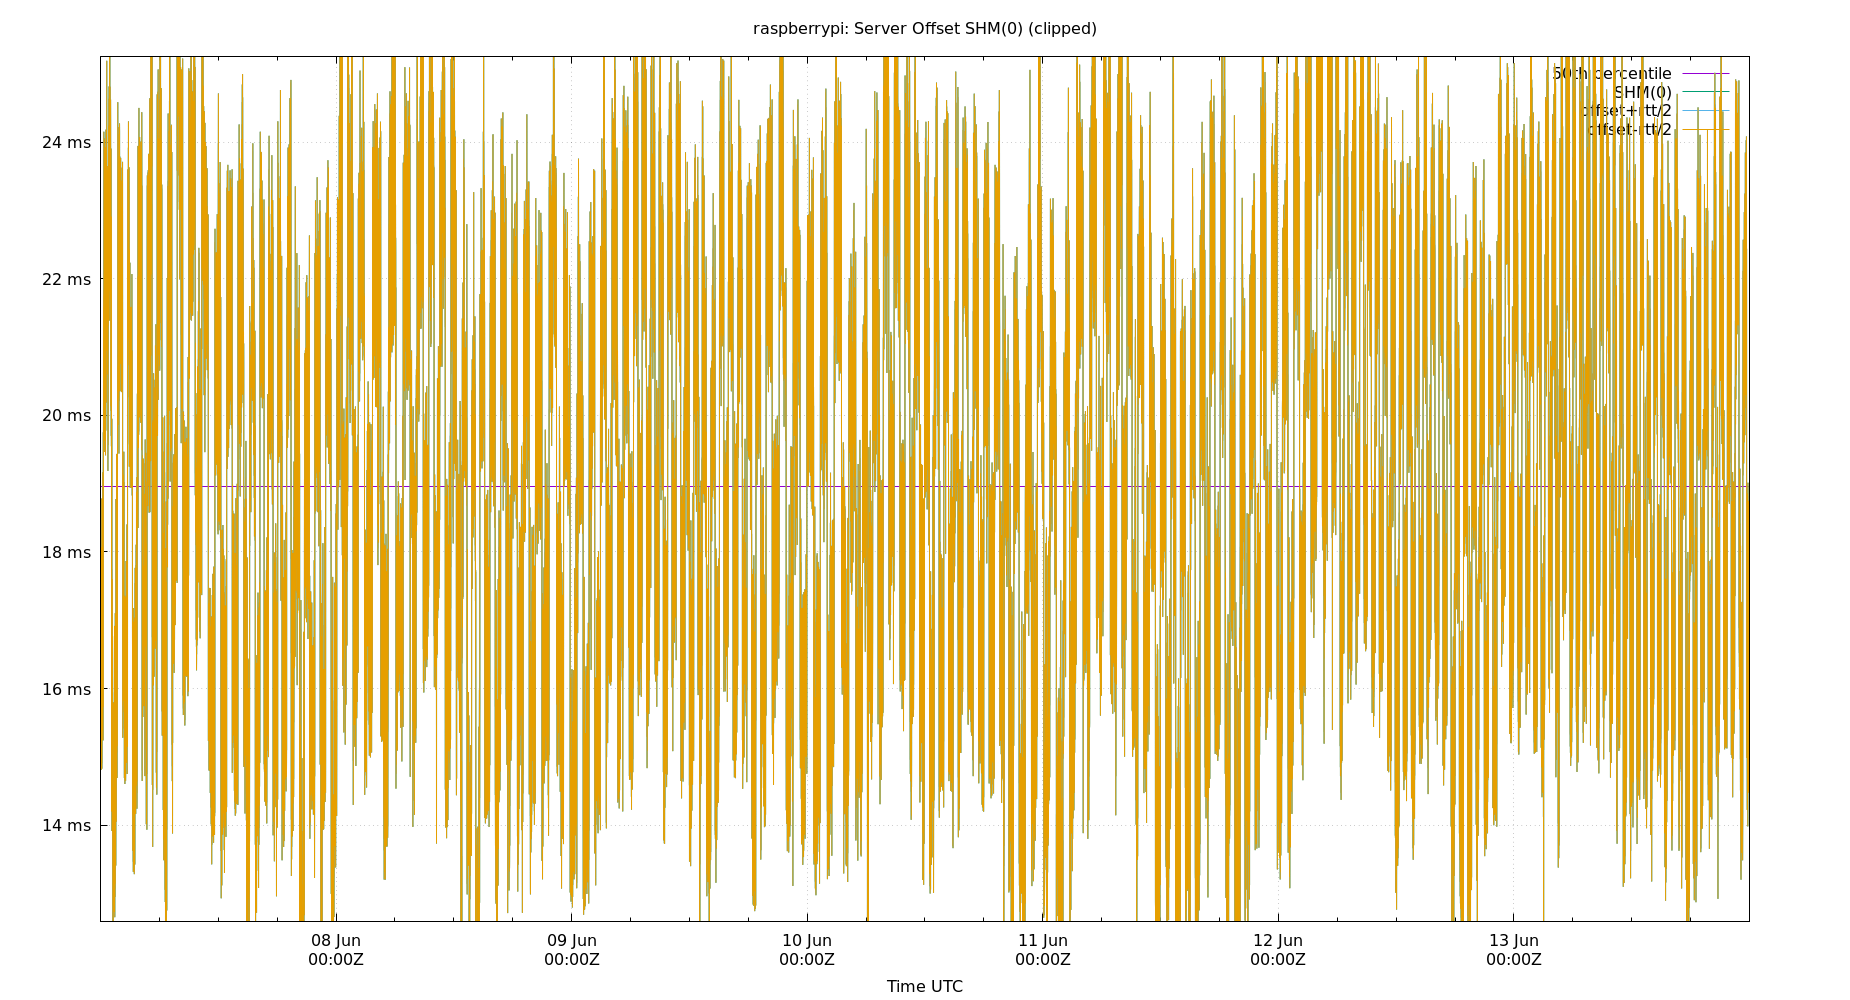 raspberrypi: Server Offset SHM(0) (clipped)
50th percentile
SHM(0)
offset+rtt/2
offset-rtt/2
24 ms
22 ms
20 ms
18 ms
16 ms
14 ms
08 Jun 09 Jun 10 Jun 11 Jun 12 Jun 13 Jun
00:00Z 00:00Z 00:00Z 00:00Z 00:00Z 00:00Z
Time UTC